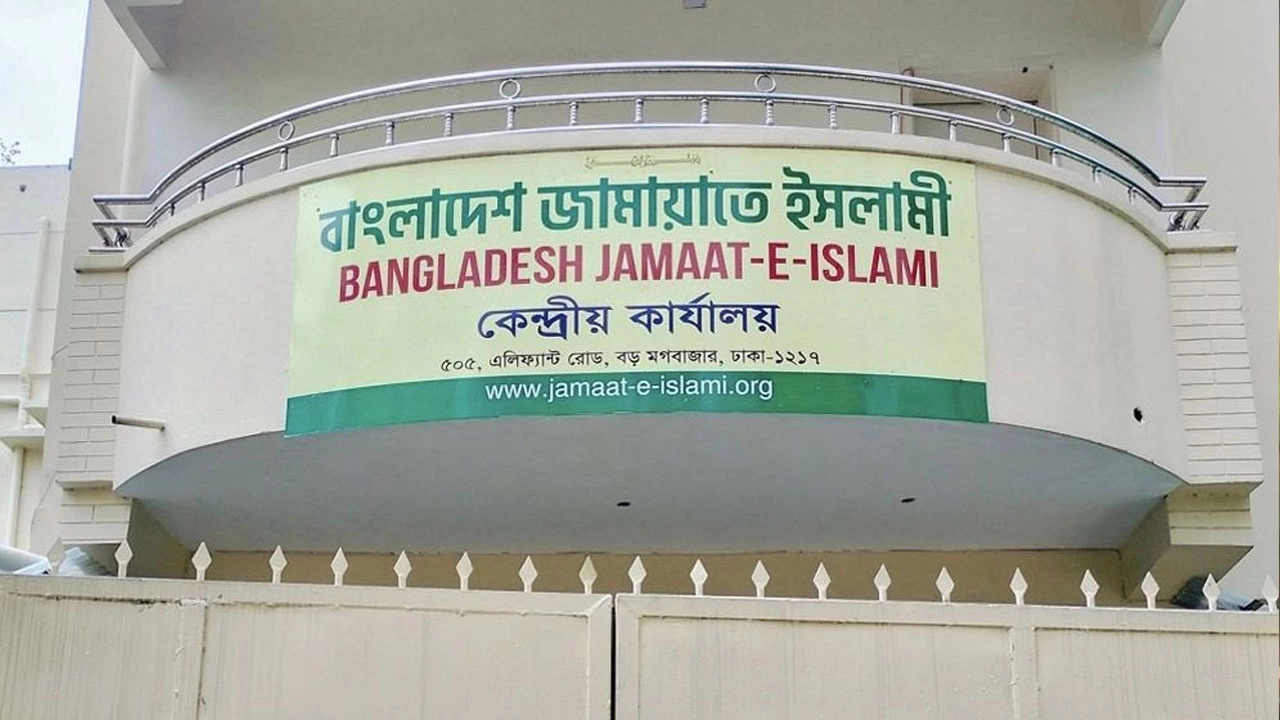 বাংলাদেশ জামায়াতে ইসলামী
BANGLADESH JAMAAT-E-ISLAMI
কেন্দ্রীয় কার্যালয়
৫০৫, এলিফ্যান্ট রোড, বড় মগবাজার, ঢাকা-১২১৭
www.jamaat-e-islami.org